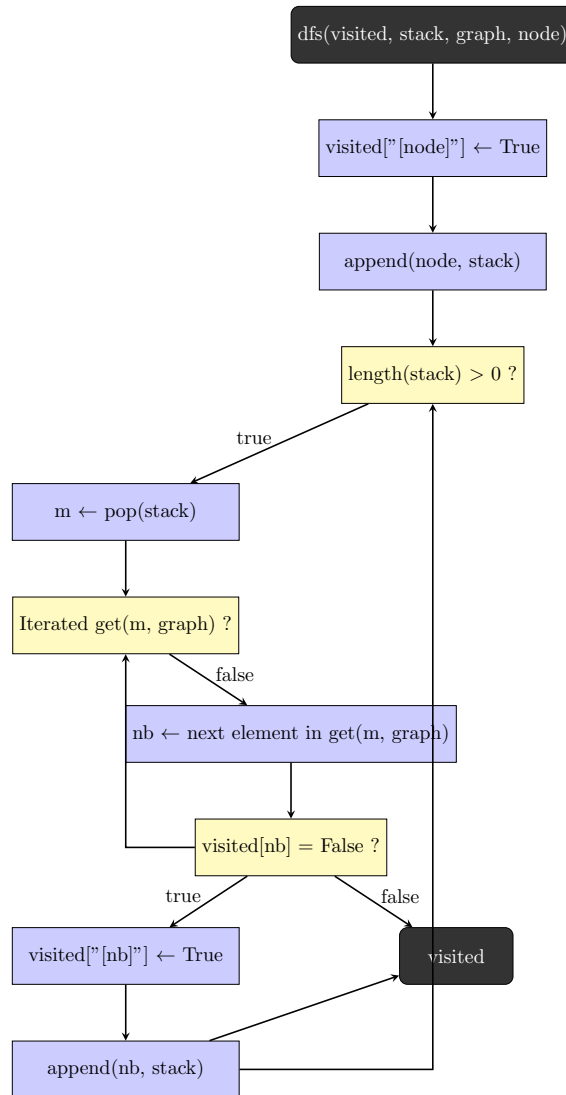 dfs(visited, stack, graph, node)
visited["[node]"] ← True
append(node, stack)
length(stack) > 0 ?
true
m ← pop(stack)
Iterated get(m, graph) ?
false
nb ← next element in get(m, graph)
visited[nb] = False ?
true
false
visited["[nb]"] ← True
visited
append(nb, stack)